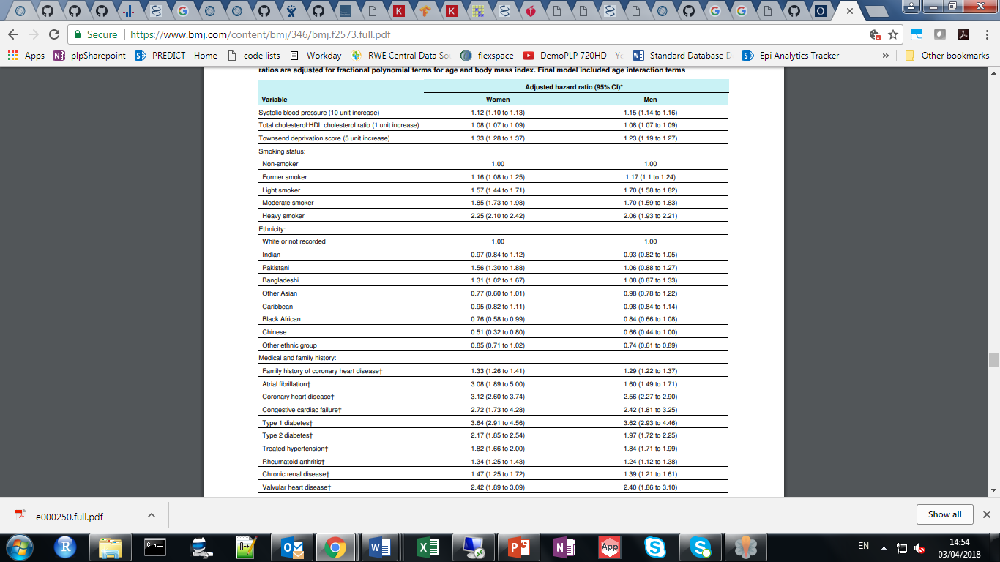 Secure https://www.bmj.com/content/bmj/346/bmj.f2573.full.pdf
Apps plpSharepoint PREDICT - Home code lists Workday RWE Central Data So flexspace DemoPLP 720HD - Yo Standard Database D Epi Analytics Tracker » Other bookmarks
ratios are adjusted for fractional polynomial terms for age and body mass index. Final model included age interaction terms
Adjusted hazard ratio (95% CI)*
Variable Women Men
Systolic blood pressure (10 unit increase) 1.12 (1.10 to 1.13) 1.15 (1.14 to 1.16)
Total cholesterol:HDL cholesterol ratio (1 unit increase) 1.08 (1.07 to 1.09) 1.08 (1.07 to 1.09)
Townsend deprivation score (5 unit increase) 1.33 (1.28 to 1.37) 1.23 (1.19 to 1.27)
Smoking status:
Non-smoker 1.00 1.00
Former smoker 1.16 (1.08 to 1.25) 1.17 (1.1 to 1.24)
Light smoker 1.57 (1.44 to 1.71) 1.70 (1.58 to 1.82)
Moderate smoker 1.85 (1.73 to 1.98) 1.70 (1.59 to 1.83)
Heavy smoker 2.25 (2.10 to 2.42) 2.06 (1.93 to 2.21)
Ethnicity:
White or not recorded 1.00 1.00
Indian 0.97 (0.84 to 1.12) 0.93 (0.82 to 1.05)
Pakistani 1.56 (1.30 to 1.88) 1.06 (0.88 to 1.27)
Bangladeshi 1.31 (1.02 to 1.67) 1.08 (0.87 to 1.33)
Other Asian 0.77 (0.60 to 1.01) 0.98 (0.78 to 1.22)
Caribbean 0.95 (0.82 to 1.11) 0.98 (0.84 to 1.14)
Black African 0.76 (0.58 to 0.99) 0.84 (0.66 to 1.08)
Chinese 0.51 (0.32 to 0.80) 0.66 (0.44 to 1.00)
Other ethnic group 0.85 (0.71 to 1.02) 0.74 (0.61 to 0.89)
Medical and family history:
Family history of coronary heart disease† 1.33 (1.26 to 1.41) 1.29 (1.22 to 1.37)
Atrial fibrillation† 3.08 (1.89 to 5.00) 1.60 (1.49 to 1.71)
Coronary heart disease† 3.12 (2.60 to 3.74) 2.56 (2.27 to 2.90)
Congestive cardiac failure† 2.72 (1.73 to 4.28) 2.42 (1.81 to 3.25)
Type 1 diabetes† 3.64 (2.91 to 4.56) 3.62 (2.93 to 4.46)
Type 2 diabetes† 2.17 (1.85 to 2.54) 1.97 (1.72 to 2.25)
Treated hypertension† 1.82 (1.66 to 2.00) 1.84 (1.71 to 1.99)
Rheumatoid arthritis† 1.34 (1.25 to 1.43) 1.24 (1.12 to 1.38)
Chronic renal disease† 1.47 (1.25 to 1.72) 1.39 (1.21 to 1.61)
Valvular heart disease† 2.42 (1.89 to 3.09) 2.40 (1.86 to 3.10)
e000250.full.pdf Show all
App
EN 14:54
03/04/2018